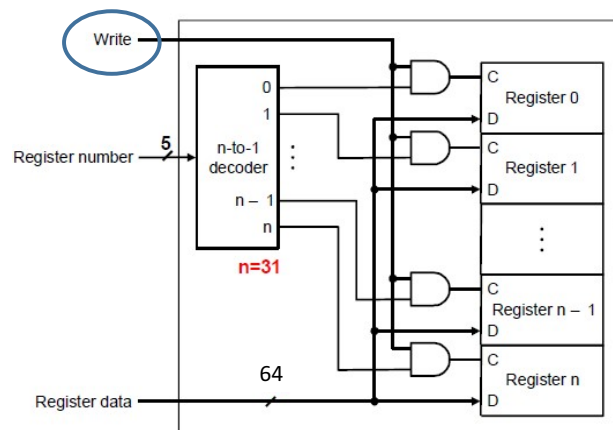 Write
C
Register 0
D
0
1
5
Register number
n-to-1
decoder
⋮
C
Register 1
D
n – 1
n
⋮
n=31
C
Register n – 1
D
64
C
Register n
D
Register data